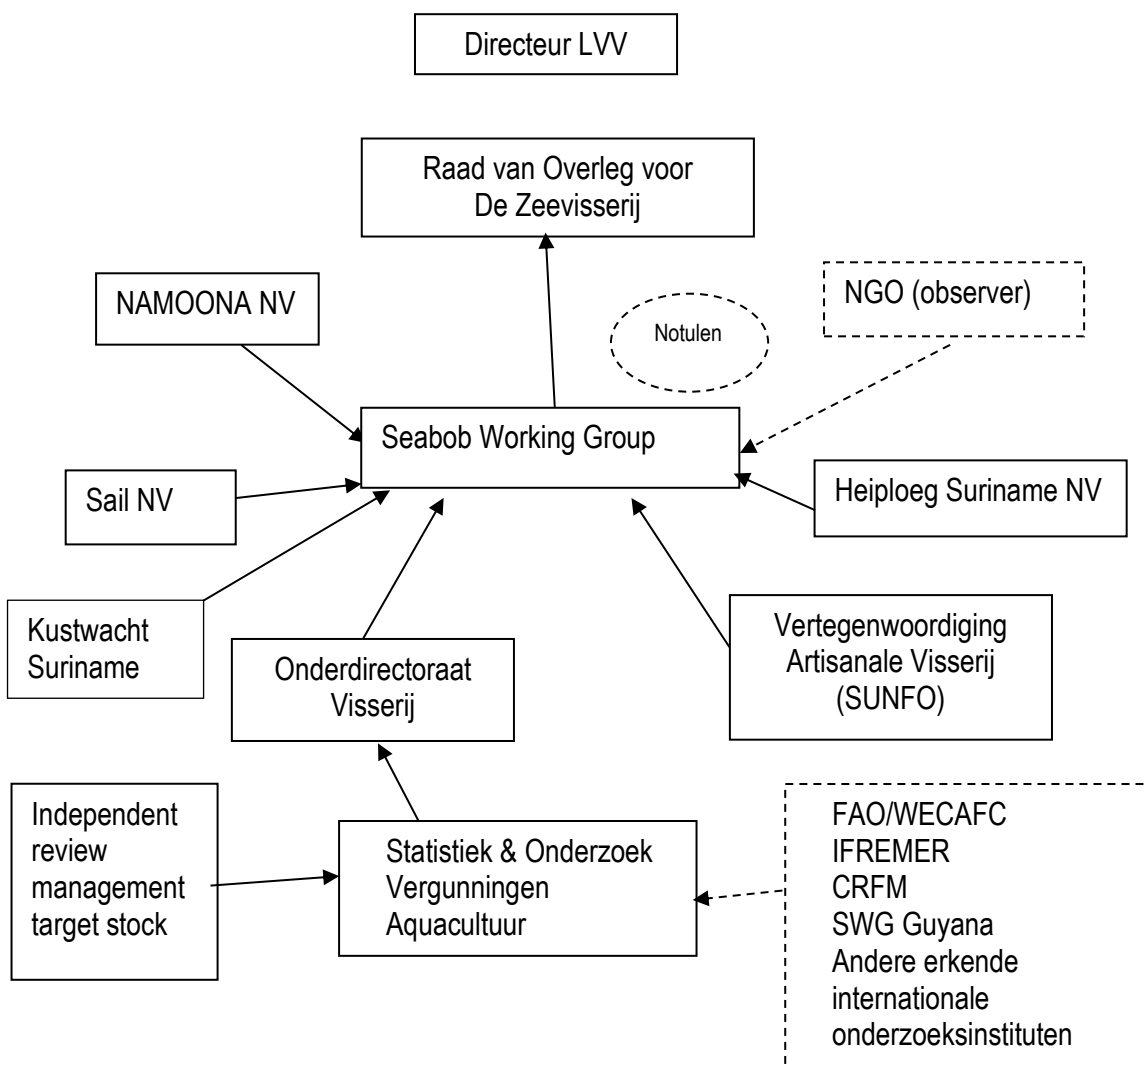 Directeur LVV
Raad van Overleg voor
De Zeevisserij
NAMOONA NV
NGO (observer)
Notulen
Seabob Working Group
Sail NV
Heiploeg Suriname NV
Kustwacht
Suriname
Onderdirectoraat
Visserij
Vertegenwoordiging
Artisanale Visserij
(SUNFO)
Independent
review
management
target stock
Statistiek & Onderzoek
Vergunningen
Aquacultuur
FAO/WECAFC
IFREMER
CRFM
SWG Guyana
Andere erkende
internationale
onderzoeksinstituten